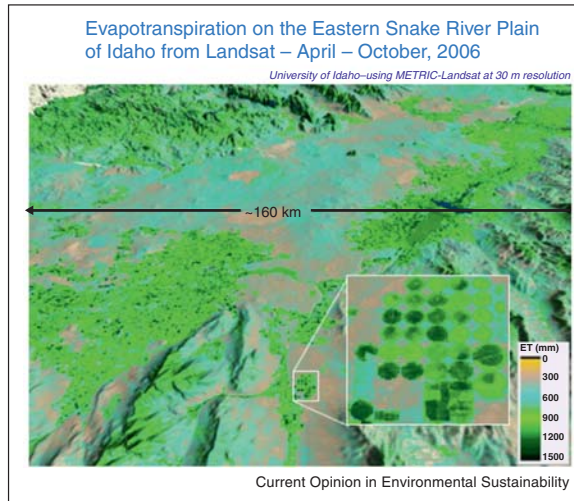 Evapotranspiration on the Eastern Snake River Plain
of Idaho from Landsat – April – October, 2006
University of Idaho–using METRIC-Landsat at 30 m resolution
~160 km
ET (mm)
0
300
600
900
1200
1500
Current Opinion in Environmental Sustainability